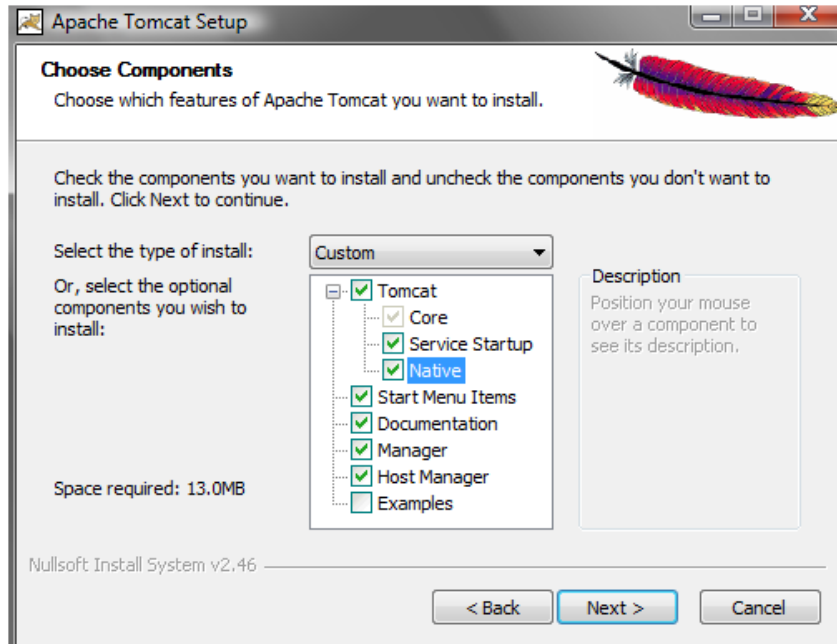 Apache Tomcat Setup
Choose Components
Choose which features of Apache Tomcat you want to install.
Check the components you want to install and uncheck the components you don't want to
install. Click Next to continue.
Select the type of install:
Custom
Or, select the optional
components you wish to
install:
Tomcat
Core
Service Startup
Native
Start Menu Items
Documentation
Manager
Host Manager
Examples
Description
Position your mouse
over a component to
see its description.
Space required: 13.0MB
Nullsoft Install System v2.46
< Back
Next >
Cancel